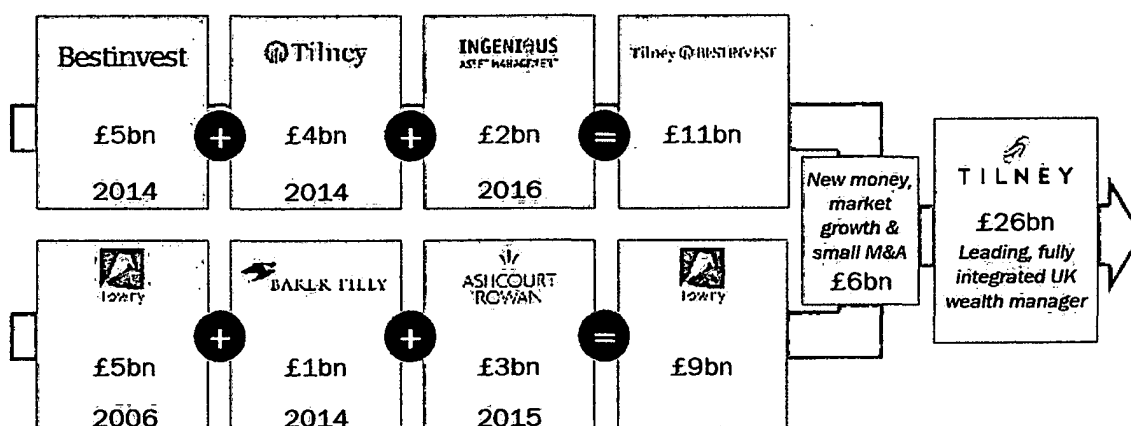 Bestinvest
£5bn
2014
+
Tilney
£4bn
2014
+
INGENIOUS
ASSET MANAGEMENT
£2bn
2016
=
Tilney BESTINVEST
£11bn
lowry
£5bn
2006
+
BAKER TILLY
£1bn
2014
+
ASHCOURT
ROWAN
£3bn
2015
=
lowry
£9bn
New money,
market
growth &
small M&A
£6bn
TILNEY
£26bn
Leading, fully
integrated UK
wealth manager